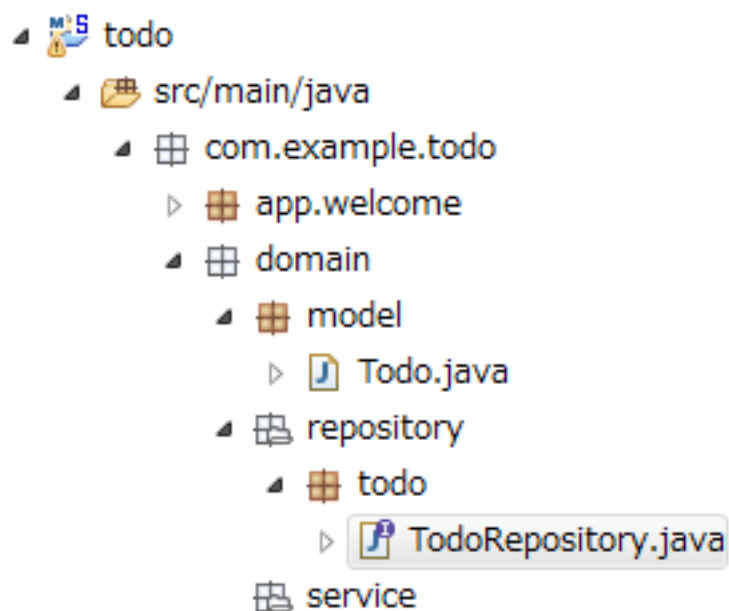 todo
src/main/java
com.example.todo
app.welcome
domain
model
Todo.java
repository
todo
TodoRepository.java
service